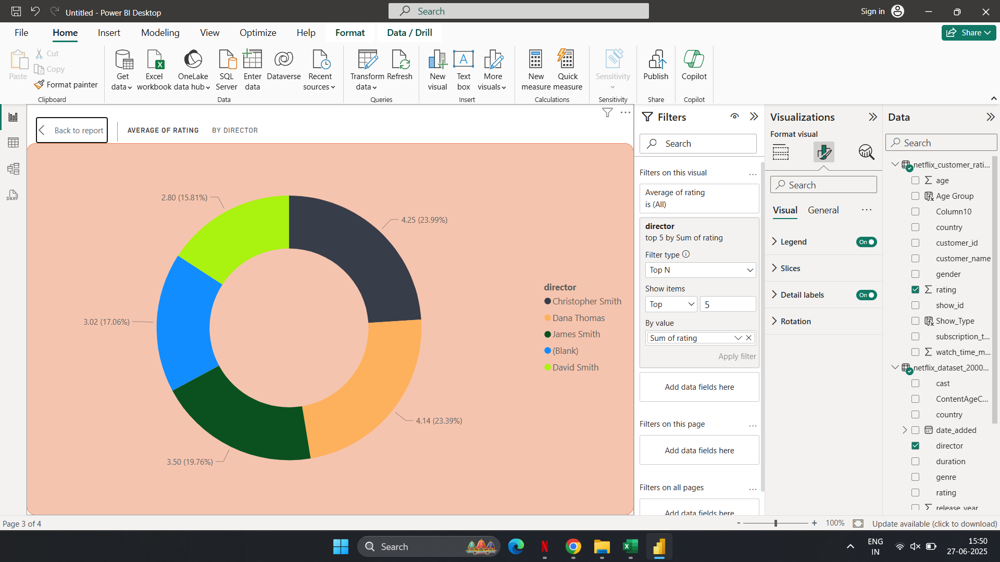 Untitled - Power BI Desktop
Search
Sign in
File
Home
Insert
Modeling
View
Optimize
Help
Format
Data / Drill
Share
Paste
Cut
Copy
Format painter
Clipboard
Get data
Excel workbook
OneLake data hub
SQL Server
Enter data
Dataverse
Recent sources
Data
Transform data
Refresh
Queries
New visual
Text box
More visuals
Insert
New measure
Quick measure
Calculations
Sensitivity
Sensitivity
Publish
Share
Copilot
Copilot
DAX
Back to report
AVERAGE OF RATING
BY DIRECTOR
2.80 (15.81%)
4.25 (23.99%)
3.02 (17.06%)
4.14 (23.39%)
3.50 (19.76%)
director
Christopher Smith
Dana Thomas
James Smith
(Blank)
David Smith
Filters
Search
Filters on this visual
...
Average of rating
is (All)
director
top 5 by Sum of rating
Filter type
Top N
Show items
Top
5
By value
Sum of rating
Apply filter
Add data fields here
Filters on this page
...
Add data fields here
Filters on all pages
...
Add data fields here
Visualizations
Format visual
Search
Visual
General
...
Legend
On
Slices
Detail labels
On
Rotation
Data
Search
netflix_customer_rati...
age
Age Group
Column10
country
customer_id
customer_name
gender
rating
show_id
Show_Type
subscription_t...
watch_time_m...
netflix_dataset_2000...
cast
ContentAgeC...
country
date_added
director
duration
genre
rating
release_year
Page 3 of 4
- + 100%
Update available (click to download)
Search
ENG
IN
15:50
27-06-2025